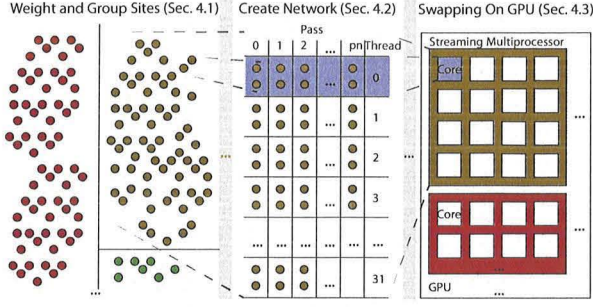 Weight and Group Sites (Sec. 4.1)
Create Network (Sec. 4.2)
Swapping On GPU (Sec. 4.3)
Pass
0 1 2 ... pn Thread
0
1
... 2 ...
3
... ... ... ... ...
... 31
...
Streaming Multiprocessor
Core
...
...
Core
...
...
GPU